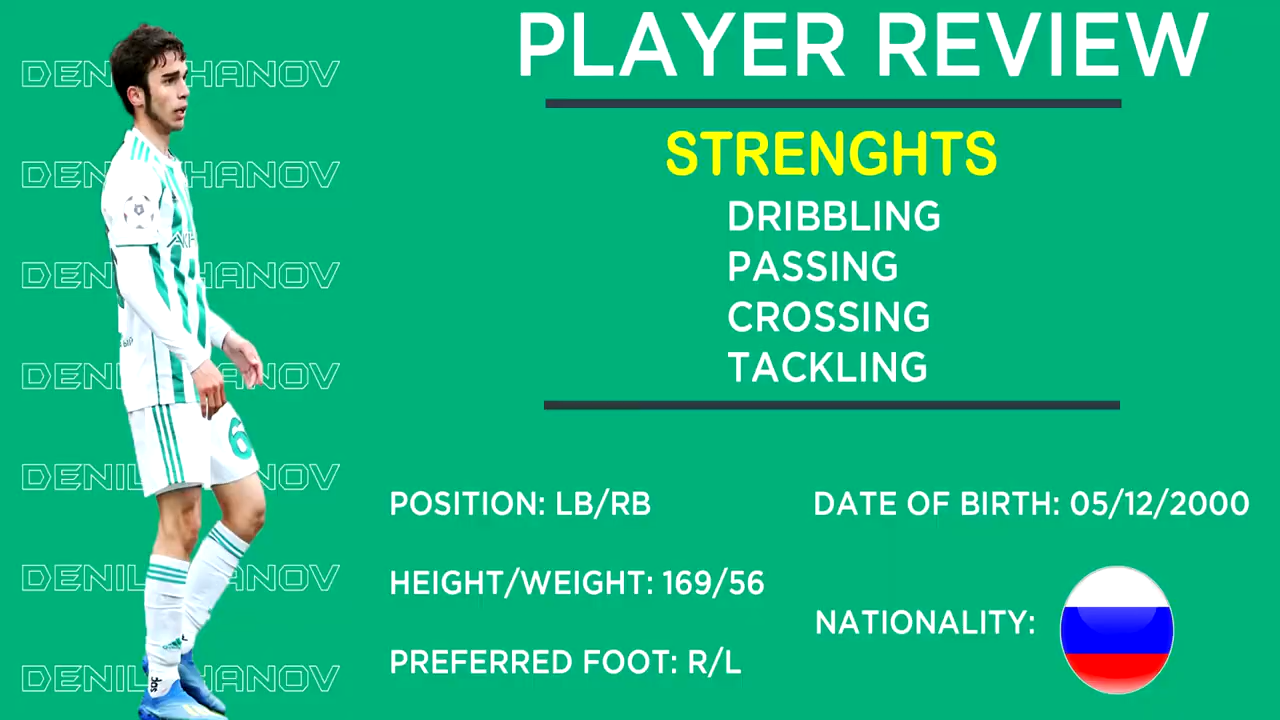 PLAYER REVIEW
STRENGHTS
DRIBBLING
PASSING
CROSSING
TACKLING
POSITION: LB/RB
DATE OF BIRTH: 05/12/2000
HEIGHT/WEIGHT: 169/56
NATIONALITY:
PREFERRED FOOT: R/L
6